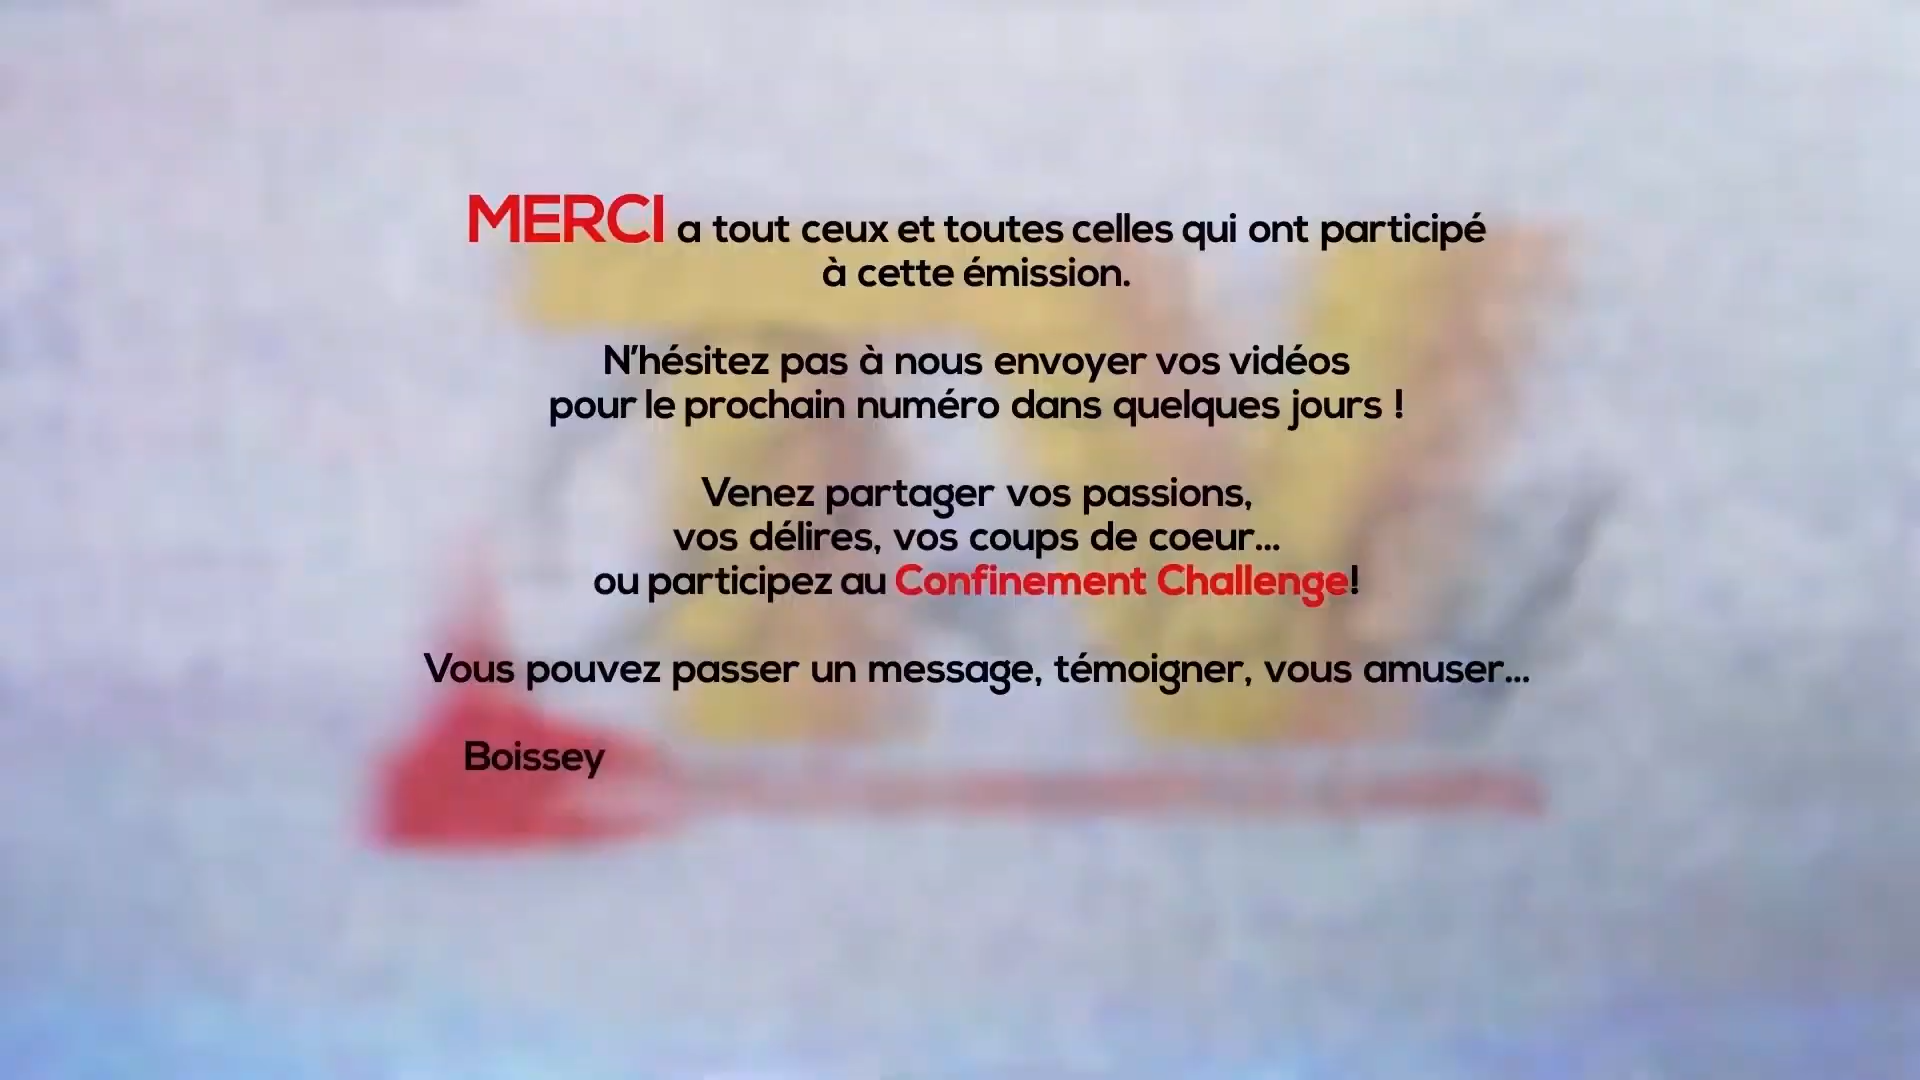 MERCI a tout ceux et toutes celles qui ont participé
à cette émission.
N'hésitez pas à nous envoyer vos vidéos
pour le prochain numéro dans quelques jours !
Venez partager vos passions,
vos délires, vos coups de coeur...
ou participez au Confinement Challenge!
Vous pouvez passer un message, témoigner, vous amuser...
Boissey
TV